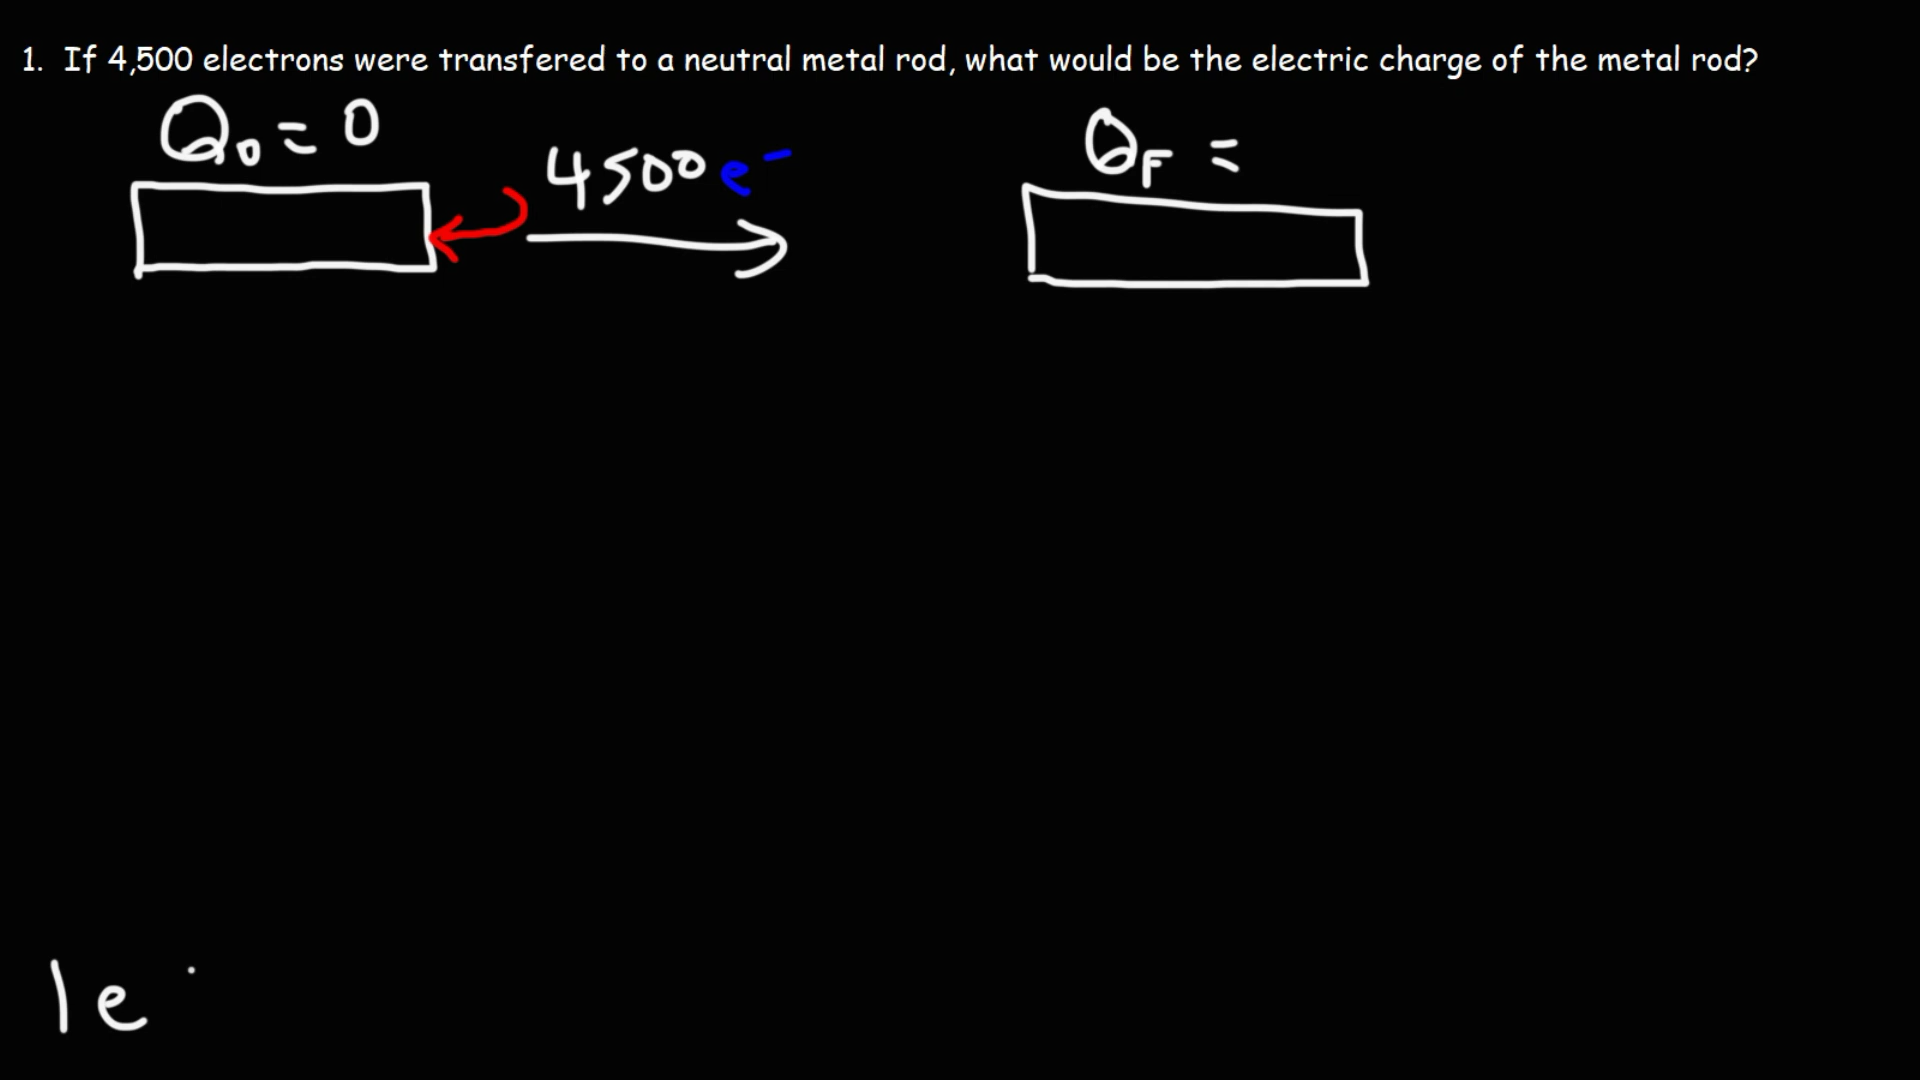 1. If 4,500 electrons were transfered to a neutral metal rod, what would be the electric charge of the metal rod?
Q₀ = 0
4500 e⁻
Q_F =
1 e